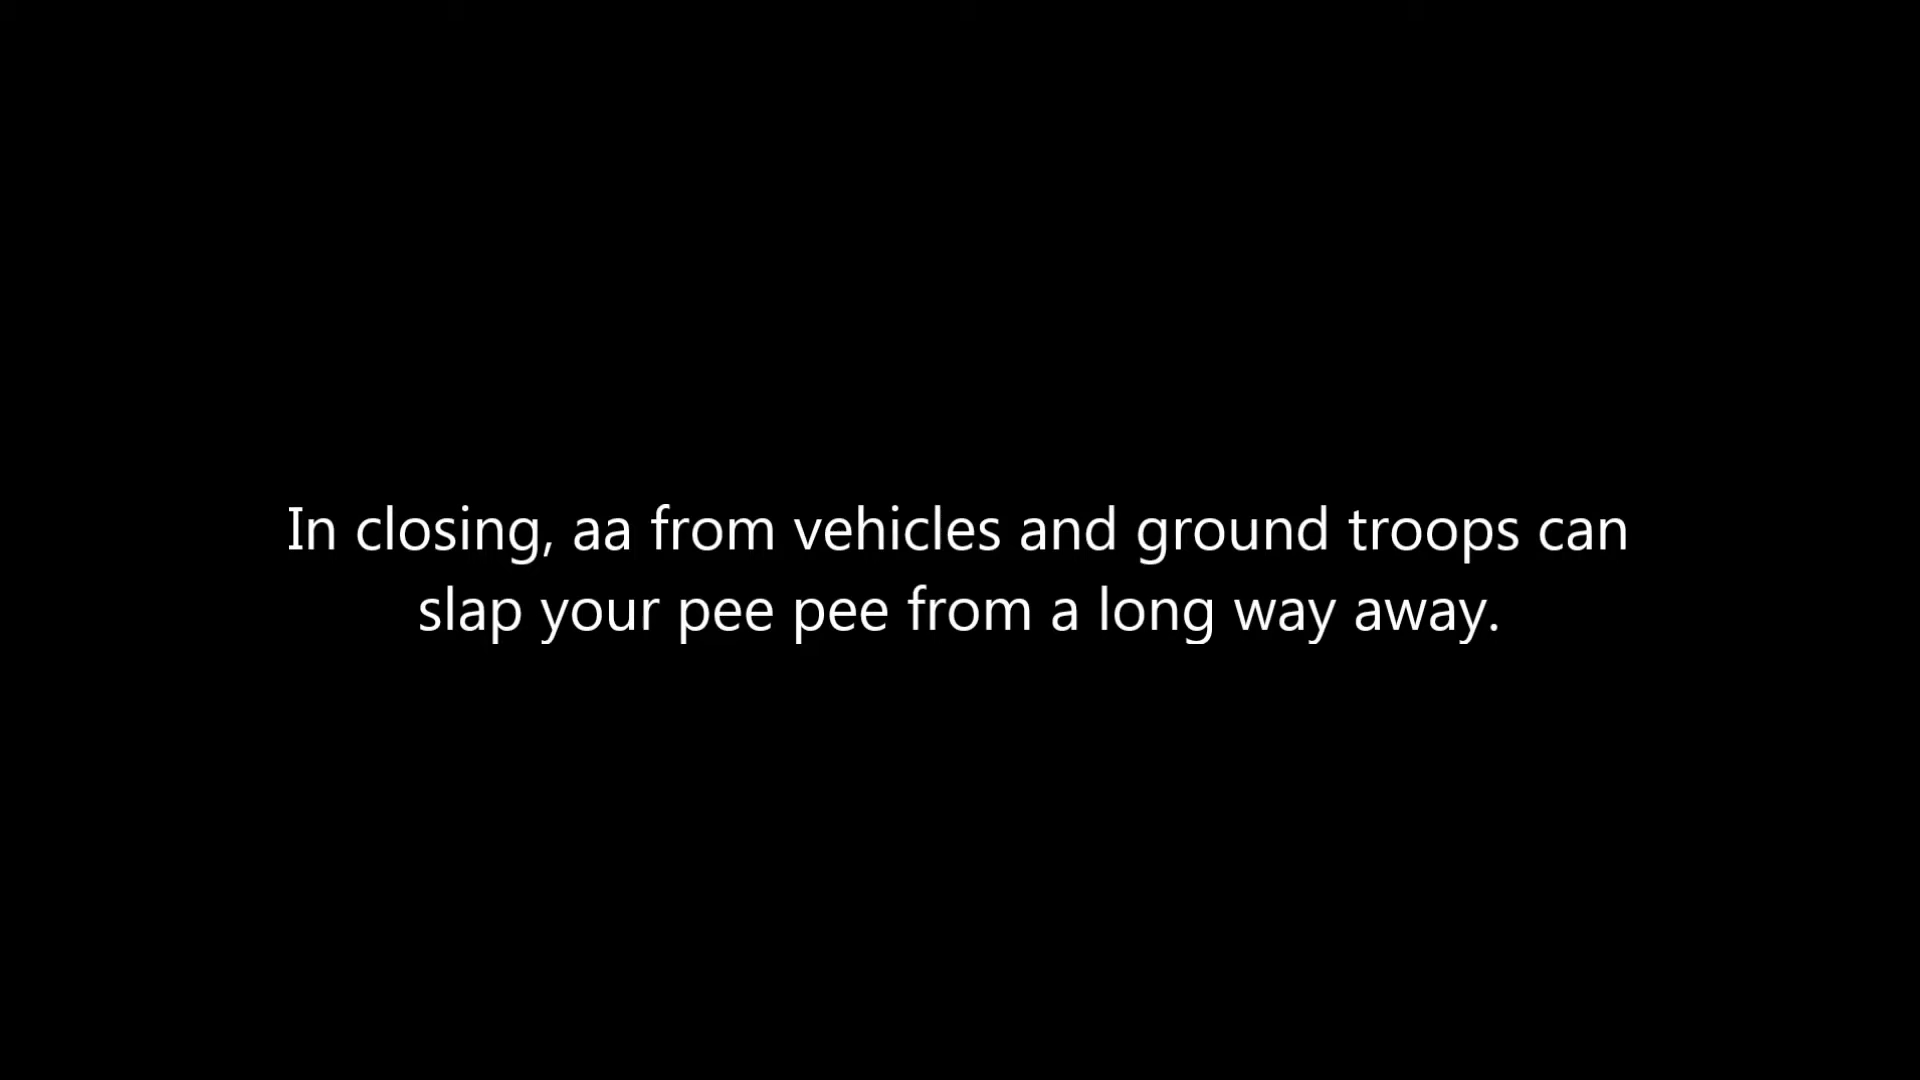 In closing, aa from vehicles and ground troops can
slap your pee pee from a long way away.